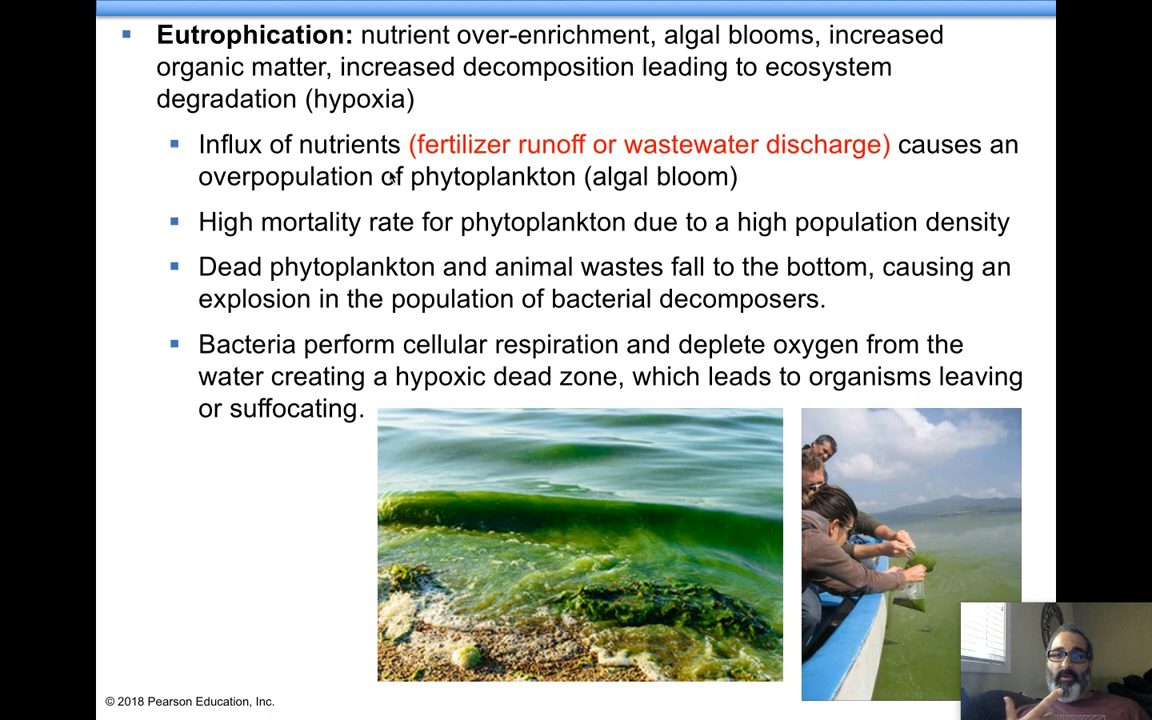 Eutrophication: nutrient over-enrichment, algal blooms, increased
organic matter, increased decomposition leading to ecosystem
degradation (hypoxia)
Influx of nutrients (fertilizer runoff or wastewater discharge) causes an
overpopulation of phytoplankton (algal bloom)
High mortality rate for phytoplankton due to a high population density
Dead phytoplankton and animal wastes fall to the bottom, causing an
explosion in the population of bacterial decomposers.
Bacteria perform cellular respiration and deplete oxygen from the
water creating a hypoxic dead zone, which leads to organisms leaving
or suffocating.
© 2018 Pearson Education, Inc.